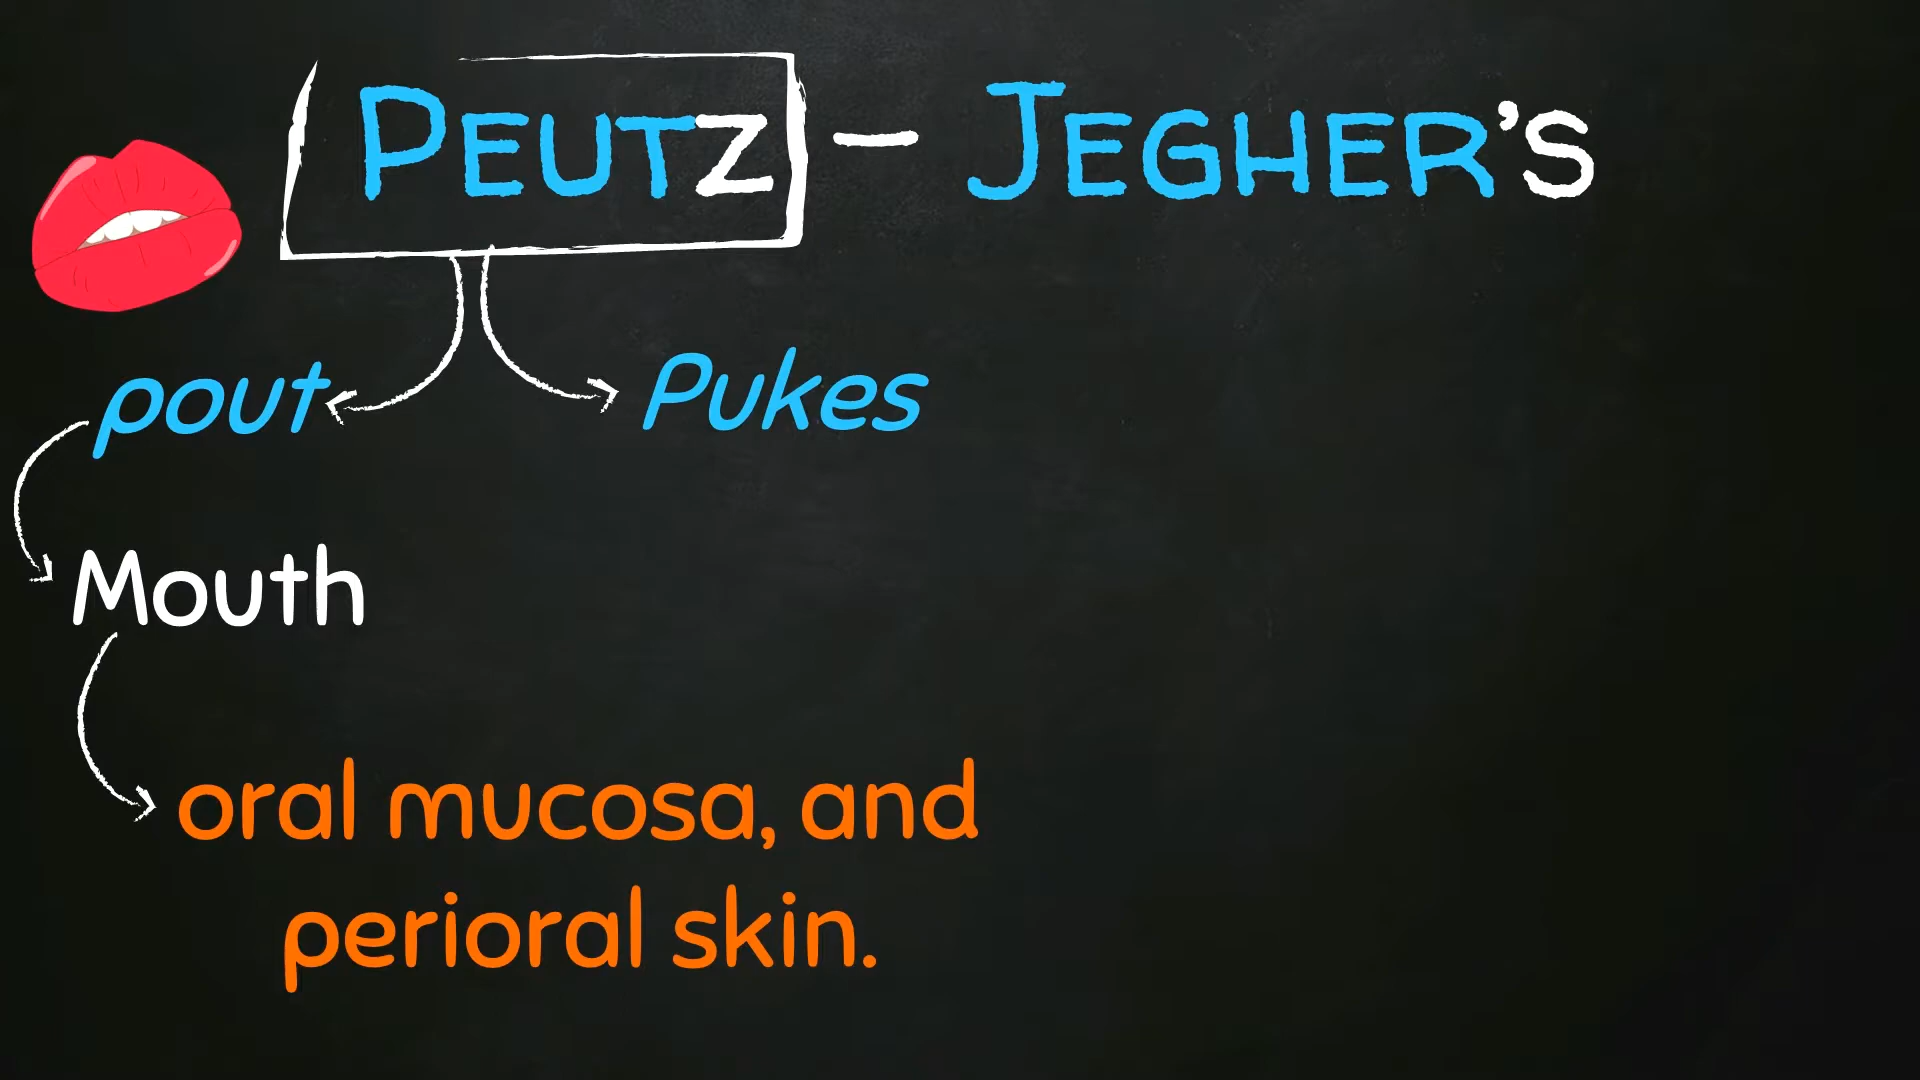 PEUTZ – JEGHER'S
pout Pukes
Mouth
oral mucosa, and
perioral skin.